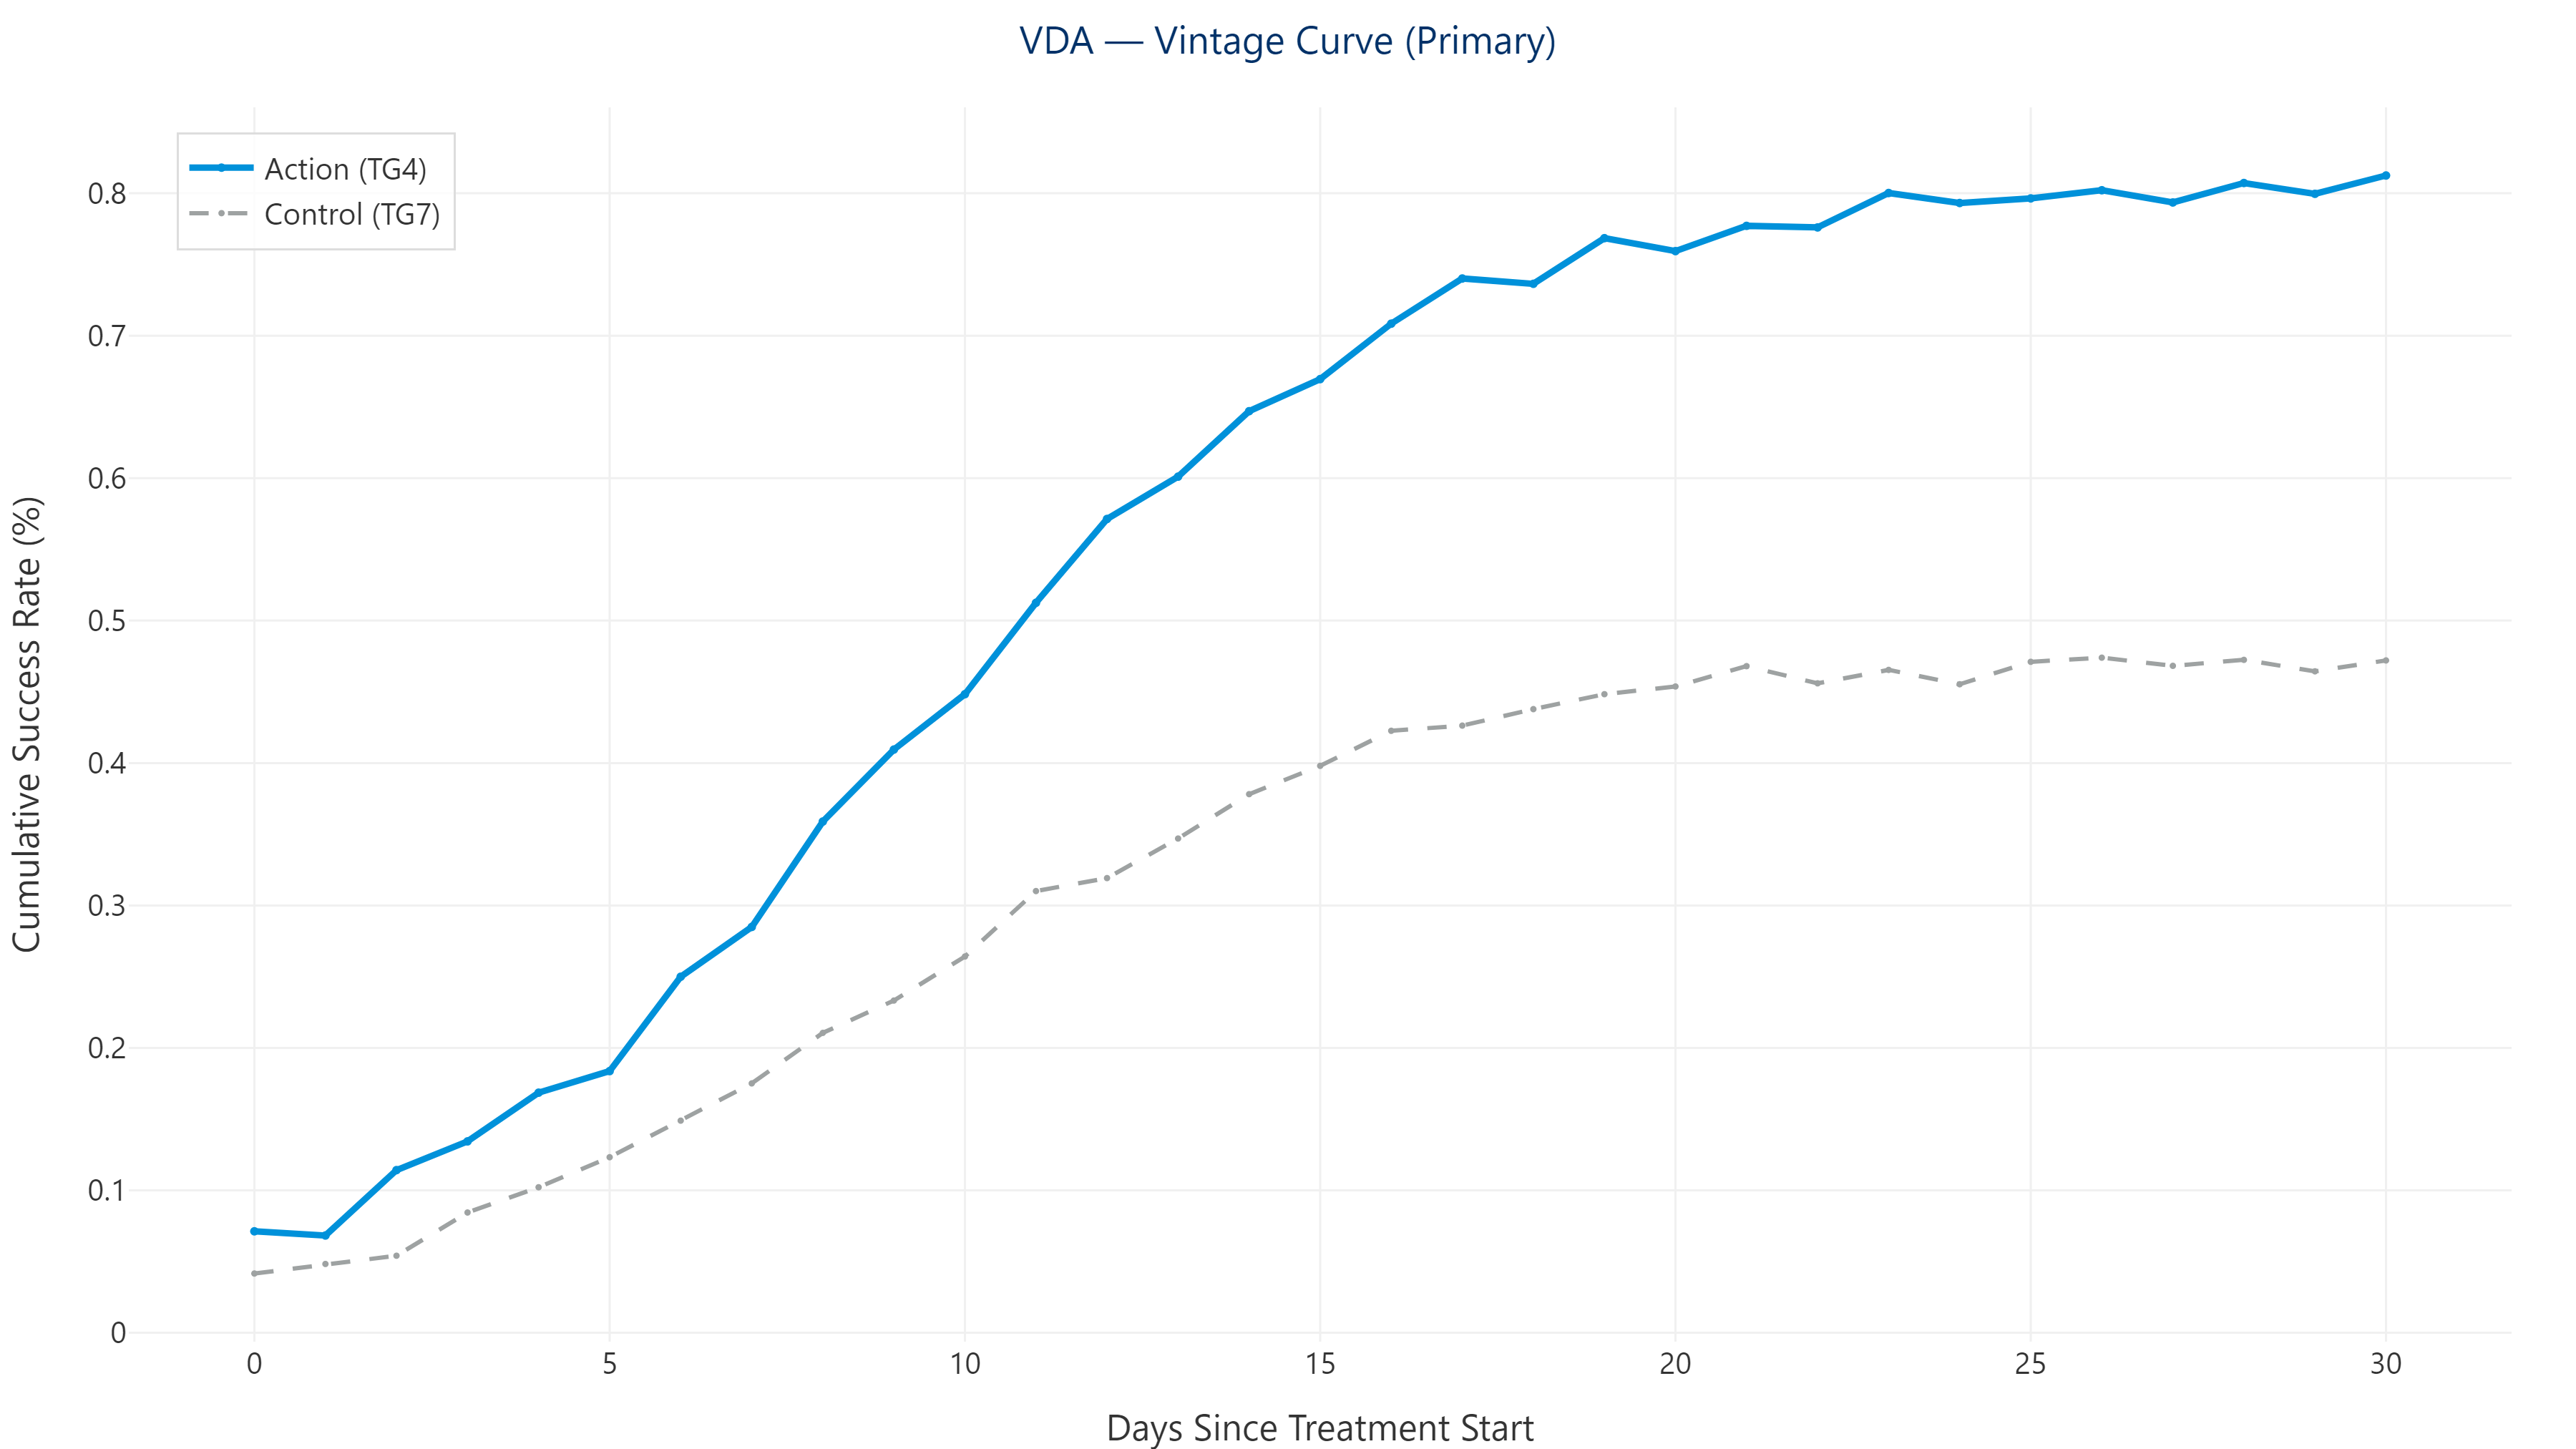 VDA — Vintage Curve (Primary)
Action (TG4)
Control (TG7)
Cumulative Success Rate (%)
0.8
0.7
0.6
0.5
0.4
0.3
0.2
0.1
0
0 5 10 15 20 25 30
Days Since Treatment Start